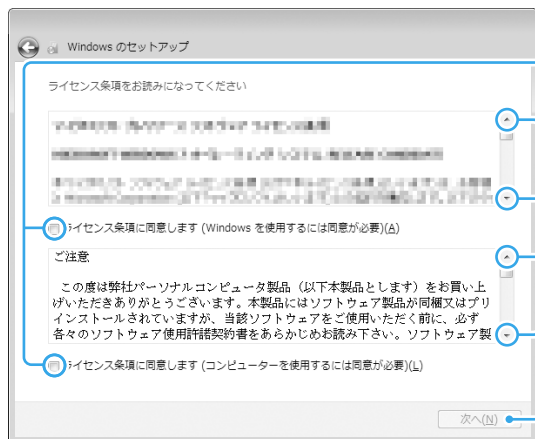 Windows のセットアップ
ライセンス条項をお読みになってください
ライセンス条項に同意します (Windows を使用するには同意が必要)(A)
ご注意
この度は弊社パーソナルコンピュータ製品（以下本製品とします）をお買い上
げいただきありがとうございます。本製品にはソフトウェア製品が同梱又はプリ
インストールされていますが、当該ソフトウェアをご使用いただく前に、必ず
各々のソフトウェア使用許諾契約書をあらかじめお読み下さい。ソフトウェア製
ライセンス条項に同意します (コンピューターを使用するには同意が必要)(L)
次へ(N)